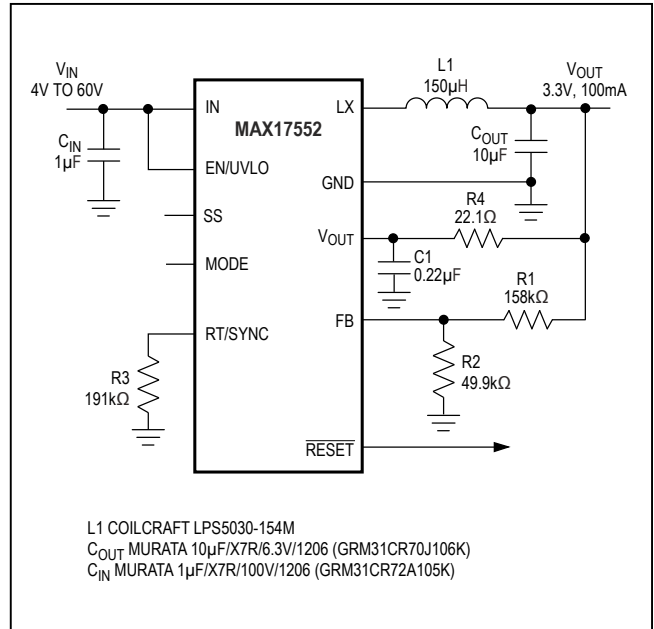 V_IN
4V TO 60V
C_IN
1µF
IN
EN/UVLO
SS
MODE
RT/SYNC
R3
191kΩ
MAX17552
LX
GND
V_OUT
FB
RESET
L1
150µH
V_OUT
3.3V, 100mA
C_OUT
10µF
R4
22.1Ω
C1
0.22µF
R1
158kΩ
R2
49.9kΩ
L1 COILCRAFT LPS5030-154M
C_OUT MURATA 10µF/X7R/6.3V/1206 (GRM31CR70J106K)
C_IN MURATA 1µF/X7R/100V/1206 (GRM31CR72A105K)